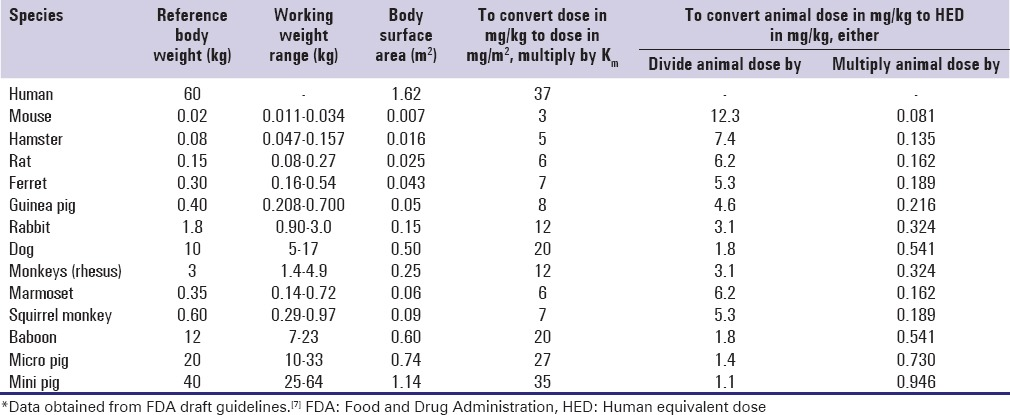 Species Reference body weight (kg) Working weight range (kg) Body surface area (m²) To convert dose in mg/kg to dose in mg/m², multiply by Km To convert animal dose in mg/kg to HED in mg/kg, either
Divide animal dose by Multiply animal dose by
Human 60 - 1.62 37 - -
Mouse 0.02 0.011-0.034 0.007 3 12.3 0.081
Hamster 0.08 0.047-0.157 0.016 5 7.4 0.135
Rat 0.15 0.08-0.27 0.025 6 6.2 0.162
Ferret 0.30 0.16-0.54 0.043 7 5.3 0.189
Guinea pig 0.40 0.208-0.700 0.05 8 4.6 0.216
Rabbit 1.8 0.90-3.0 0.15 12 3.1 0.324
Dog 10 5-17 0.50 20 1.8 0.541
Monkeys (rhesus) 3 1.4-4.9 0.25 12 3.1 0.324
Marmoset 0.35 0.14-0.72 0.06 6 6.2 0.162
Squirrel monkey 0.60 0.29-0.97 0.09 7 5.3 0.189
Baboon 12 7-23 0.60 20 1.8 0.541
Micro pig 20 10-33 0.74 27 1.4 0.730
Mini pig 40 25-64 1.14 35 1.1 0.946
*Data obtained from FDA draft guidelines.[7] FDA: Food and Drug Administration, HED: Human equivalent dose